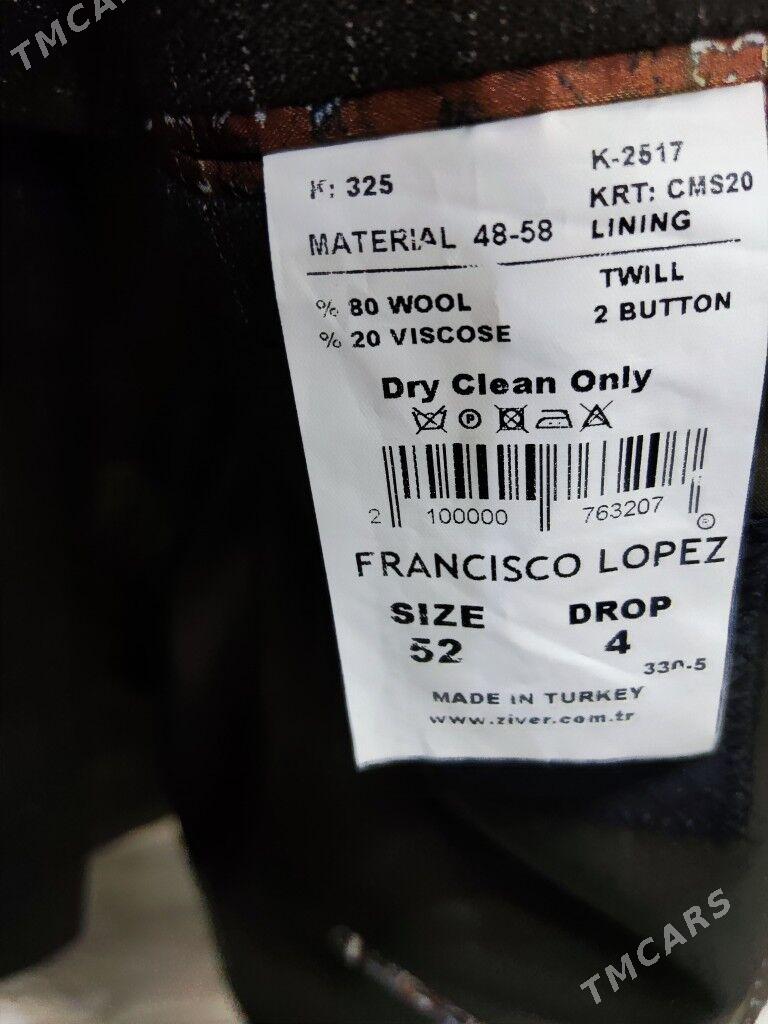 TMCARS
K: 325
K-2517
KRT: CMS20
MATERIAL 48-58
LINING
% 80 WOOL
TWILL
% 20 VISCOSE
2 BUTTON
Dry Clean Only
P
2 100000 763207
FRANCISCO LOPEZ
SIZE DROP
52 4
330-5
MADE IN TURKEY
www.ziver.com.tr
TMCARS